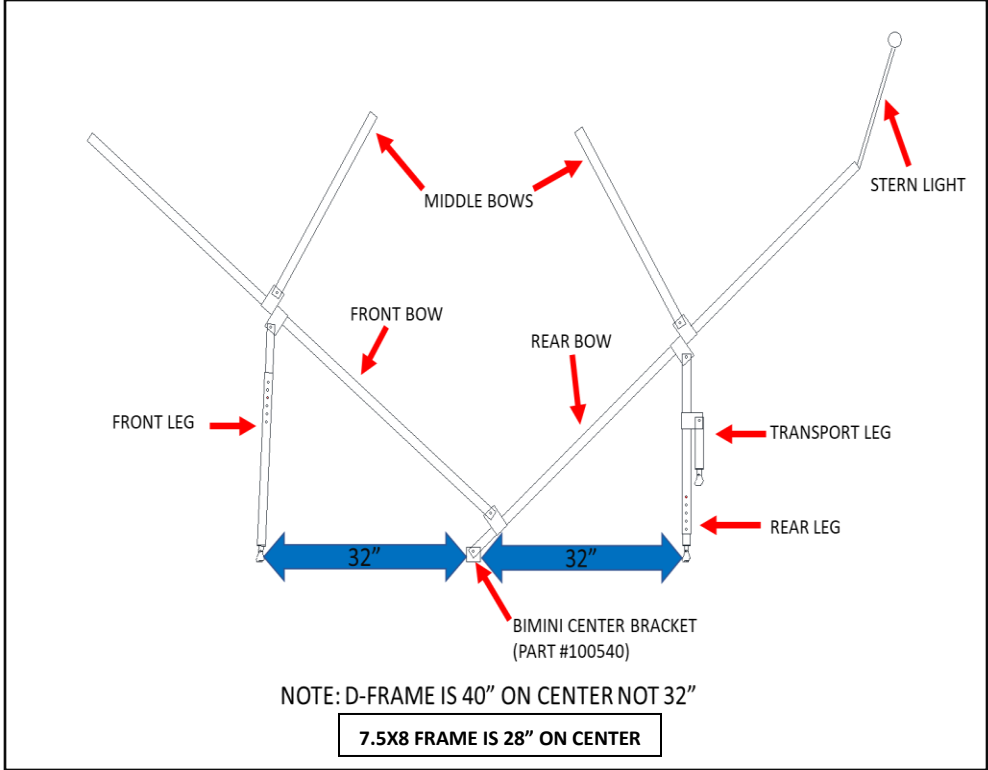 STERN LIGHT
MIDDLE BOWS
FRONT BOW
REAR BOW
FRONT LEG
TRANSPORT LEG
REAR LEG
32”
32”
BIMINI CENTER BRACKET
(PART #100540)
NOTE: D-FRAME IS 40” ON CENTER NOT 32”
7.5X8 FRAME IS 28” ON CENTER